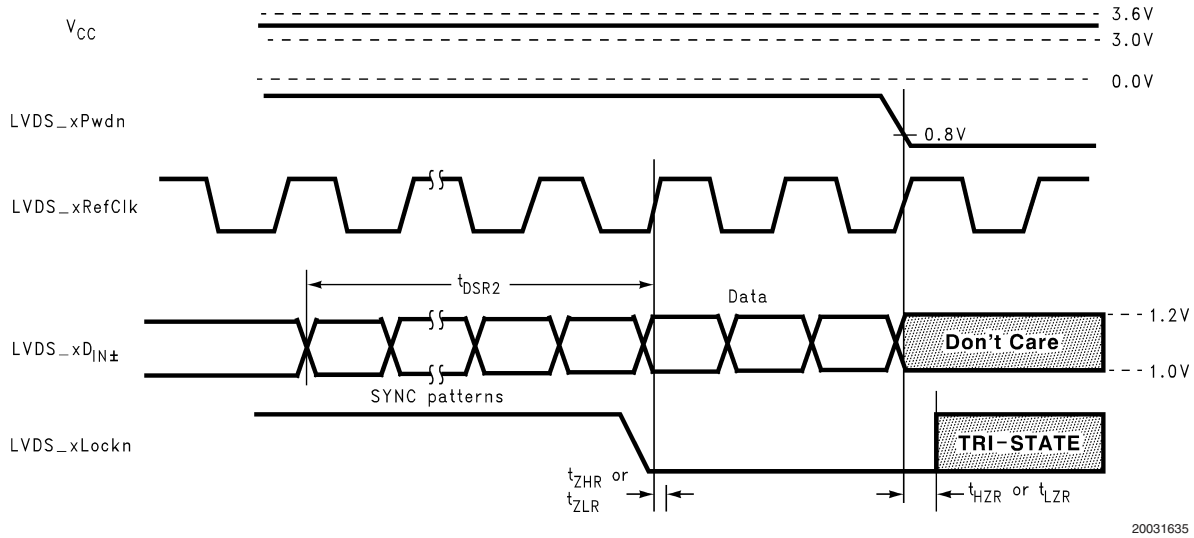 3.6V
V_CC
3.0V
0.0V
LVDS_xPwdn
0.8V
LVDS_xRefClk
t_DSR2
Data
1.2V
LVDS_xD_IN±
Don't Care
1.0V
SYNC patterns
LVDS_xLockn
TRI-STATE
t_ZHR or
t_ZLR
t_HZR or t_LZR
20031635